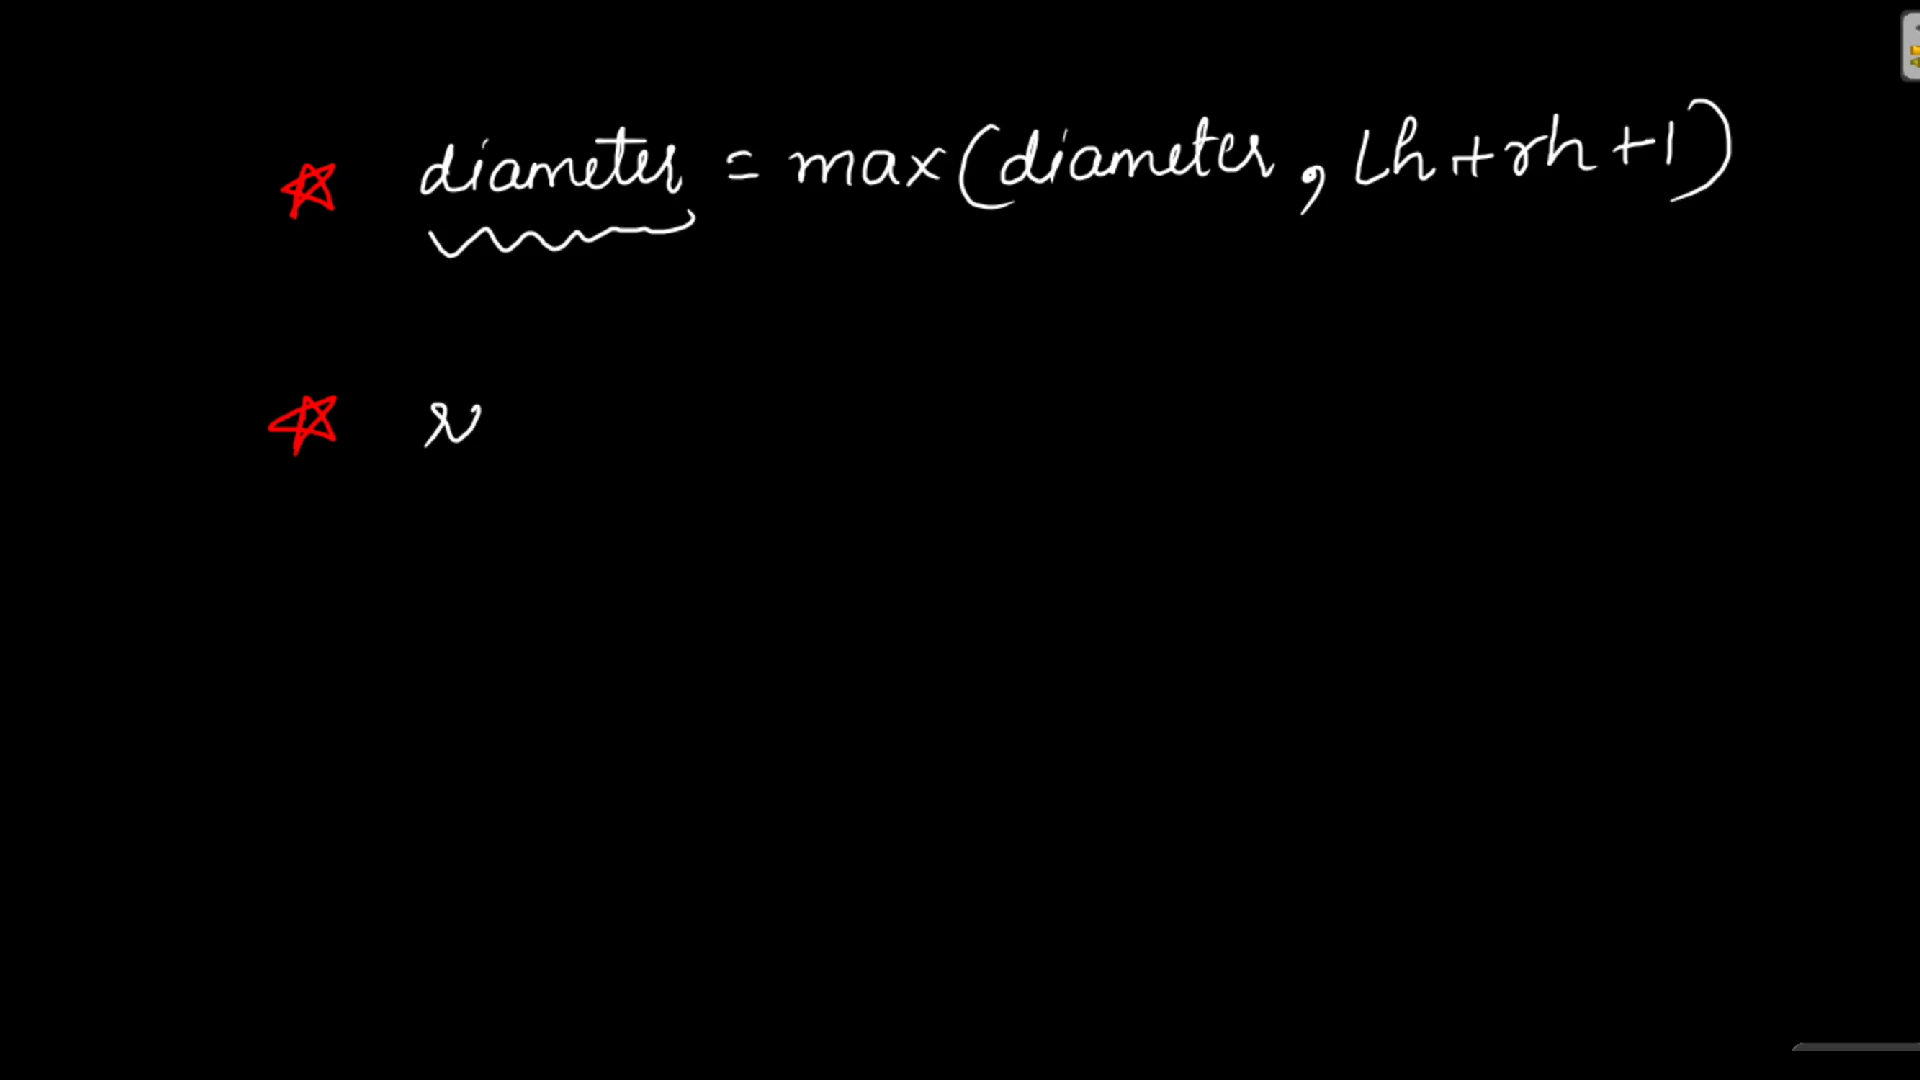 diameter = max(diameter, lh+rh+1)
r